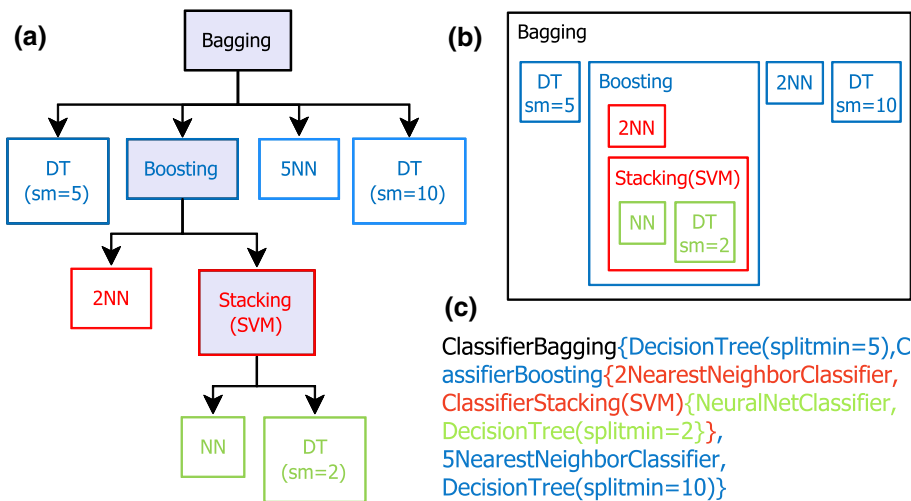 (a)
Bagging
DT
(sm=5)
Boosting
5NN
DT
(sm=10)
2NN
Stacking
(SVM)
NN
DT
(sm=2)
(b)
Bagging
DT
sm=5
Boosting
2NN
DT
sm=10
2NN
Stacking(SVM)
NN
DT
sm=2
(c)
ClassifierBagging{DecisionTree(splitmin=5),C
assifierBoosting{2NearestNeighborClassifier,
ClassifierStacking(SVM){NeuralNetClassifier,
DecisionTree(splitmin=2}},
5NearestNeighborClassifier,
DecisionTree(splitmin=10)}